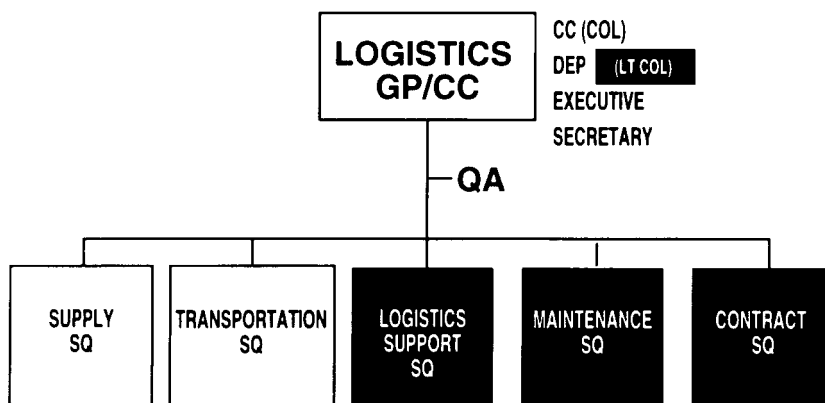 LOGISTICS
GP/CC
CC (COL)
DEP (LT COL)
EXECUTIVE
SECRETARY
QA
SUPPLY
SQ
TRANSPORTATION
SQ
LOGISTICS
SUPPORT
SQ
MAINTENANCE
SQ
CONTRACT
SQ